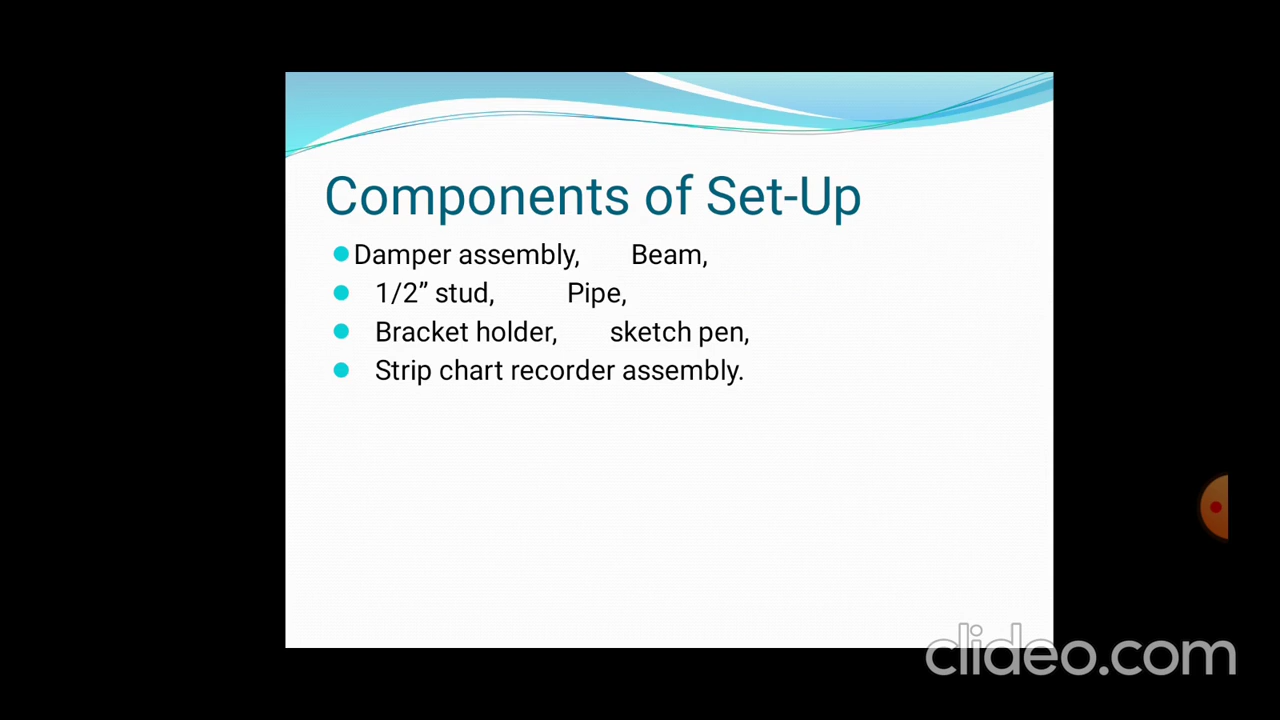 Components of Set-Up
Damper assembly, Beam,
1/2” stud, Pipe,
Bracket holder, sketch pen,
Strip chart recorder assembly.
clideo.com